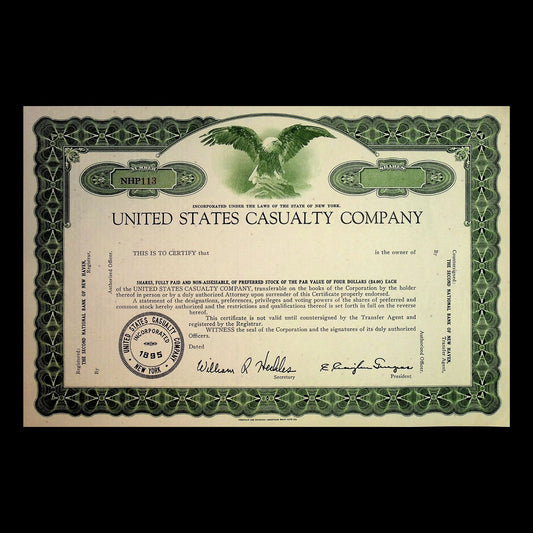 NUMBER
SHARES
NHP113
INCORPORATED UNDER THE LAWS OF THE STATE OF NEW YORK.
UNITED STATES CASUALTY COMPANY
THIS IS TO CERTIFY that
is the owner of
SHARES, FULLY PAID AND NON-ASSESSABLE, OF PREFERRED STOCK OF THE PAR VALUE OF FOUR DOLLARS ($4.00) EACH
of the UNITED STATES CASUALTY COMPANY, transferable on the books of the Corporation by the holder
thereof in person or by a duly authorized Attorney upon surrender of this Certificate properly endorsed.
A statement of the designations, preferences, privileges and voting powers of the shares of preferred and
common stock hereby authorized and the restrictions and qualifications thereof is set forth in full on the reverse
hereof.
This certificate is not valid until countersigned by the Transfer Agent and
registered by the Registrar.
WITNESS the seal of the Corporation and the signatures of its duly authorized
Officers.
Dated
UNITED STATES CASUALTY COMPANY
INCORPORATED
1895
NEW YORK
William R Heckles
Secretary
President
Registered:
THE SECOND NATIONAL BANK OF NEW HAVEN,
Registrar,
By
Authorized Officer.
Countersigned:
THE SECOND NATIONAL BANK OF NEW HAVEN,
Transfer Agent,
By
Authorized Officer.